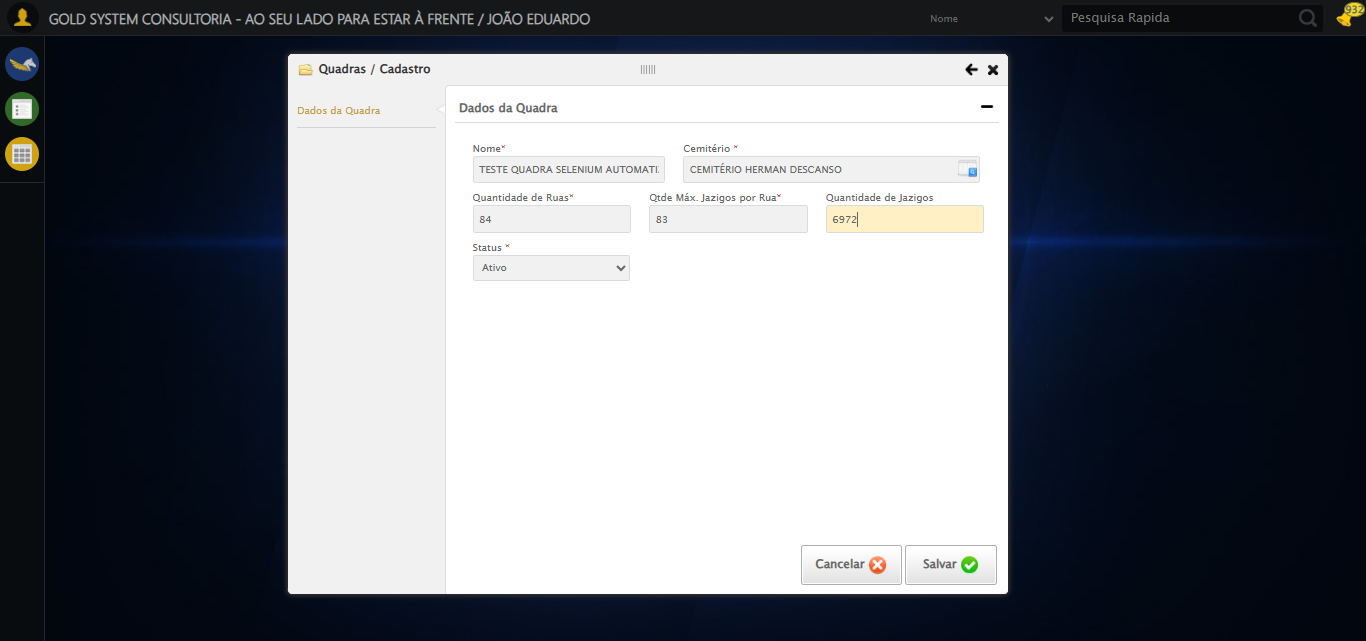 GOLD SYSTEM CONSULTORIA - AO SEU LADO PARA ESTAR À FRENTE / JOÃO EDUARDO
Nome
Pesquisa Rapida
932
Quadras / Cadastro
Dados da Quadra
Dados da Quadra
Nome*
Cemitério *
TESTE QUADRA SELENIUM AUTOMATI
CEMITÉRIO HERMAN DESCANSO
Quantidade de Ruas*
Qtde Máx. Jazigos por Rua*
Quantidade de Jazigos
84
83
6972
Status *
Ativo
Cancelar
Salvar